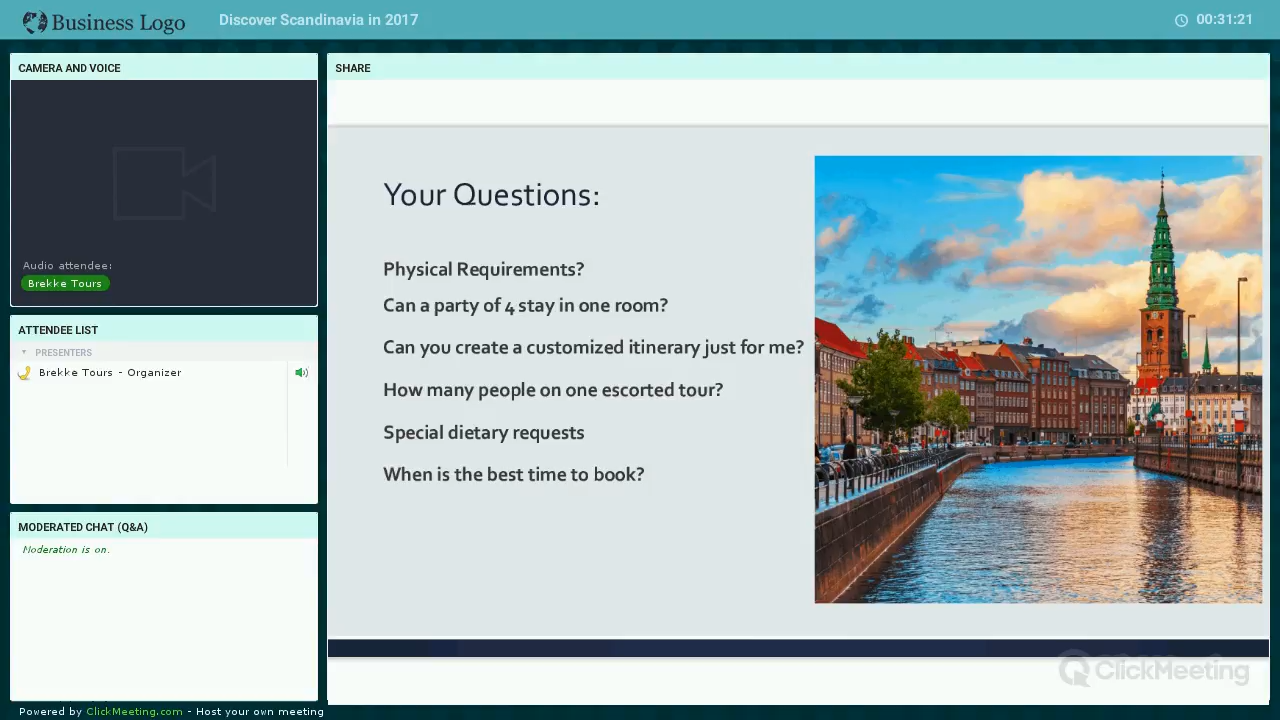 Business Logo
Discover Scandinavia in 2017
00:31:21
CAMERA AND VOICE
Audio attendee:
Brekke Tours
ATTENDEE LIST
PRESENTERS
Brekke Tours - Organizer
MODERATED CHAT (Q&A)
Moderation is on.
Powered by ClickMeeting.com - Host your own meeting
SHARE
Your Questions:
Physical Requirements?
Can a party of 4 stay in one room?
Can you create a customized itinerary just for me?
How many people on one escorted tour?
Special dietary requests
When is the best time to book?
ClickMeeting